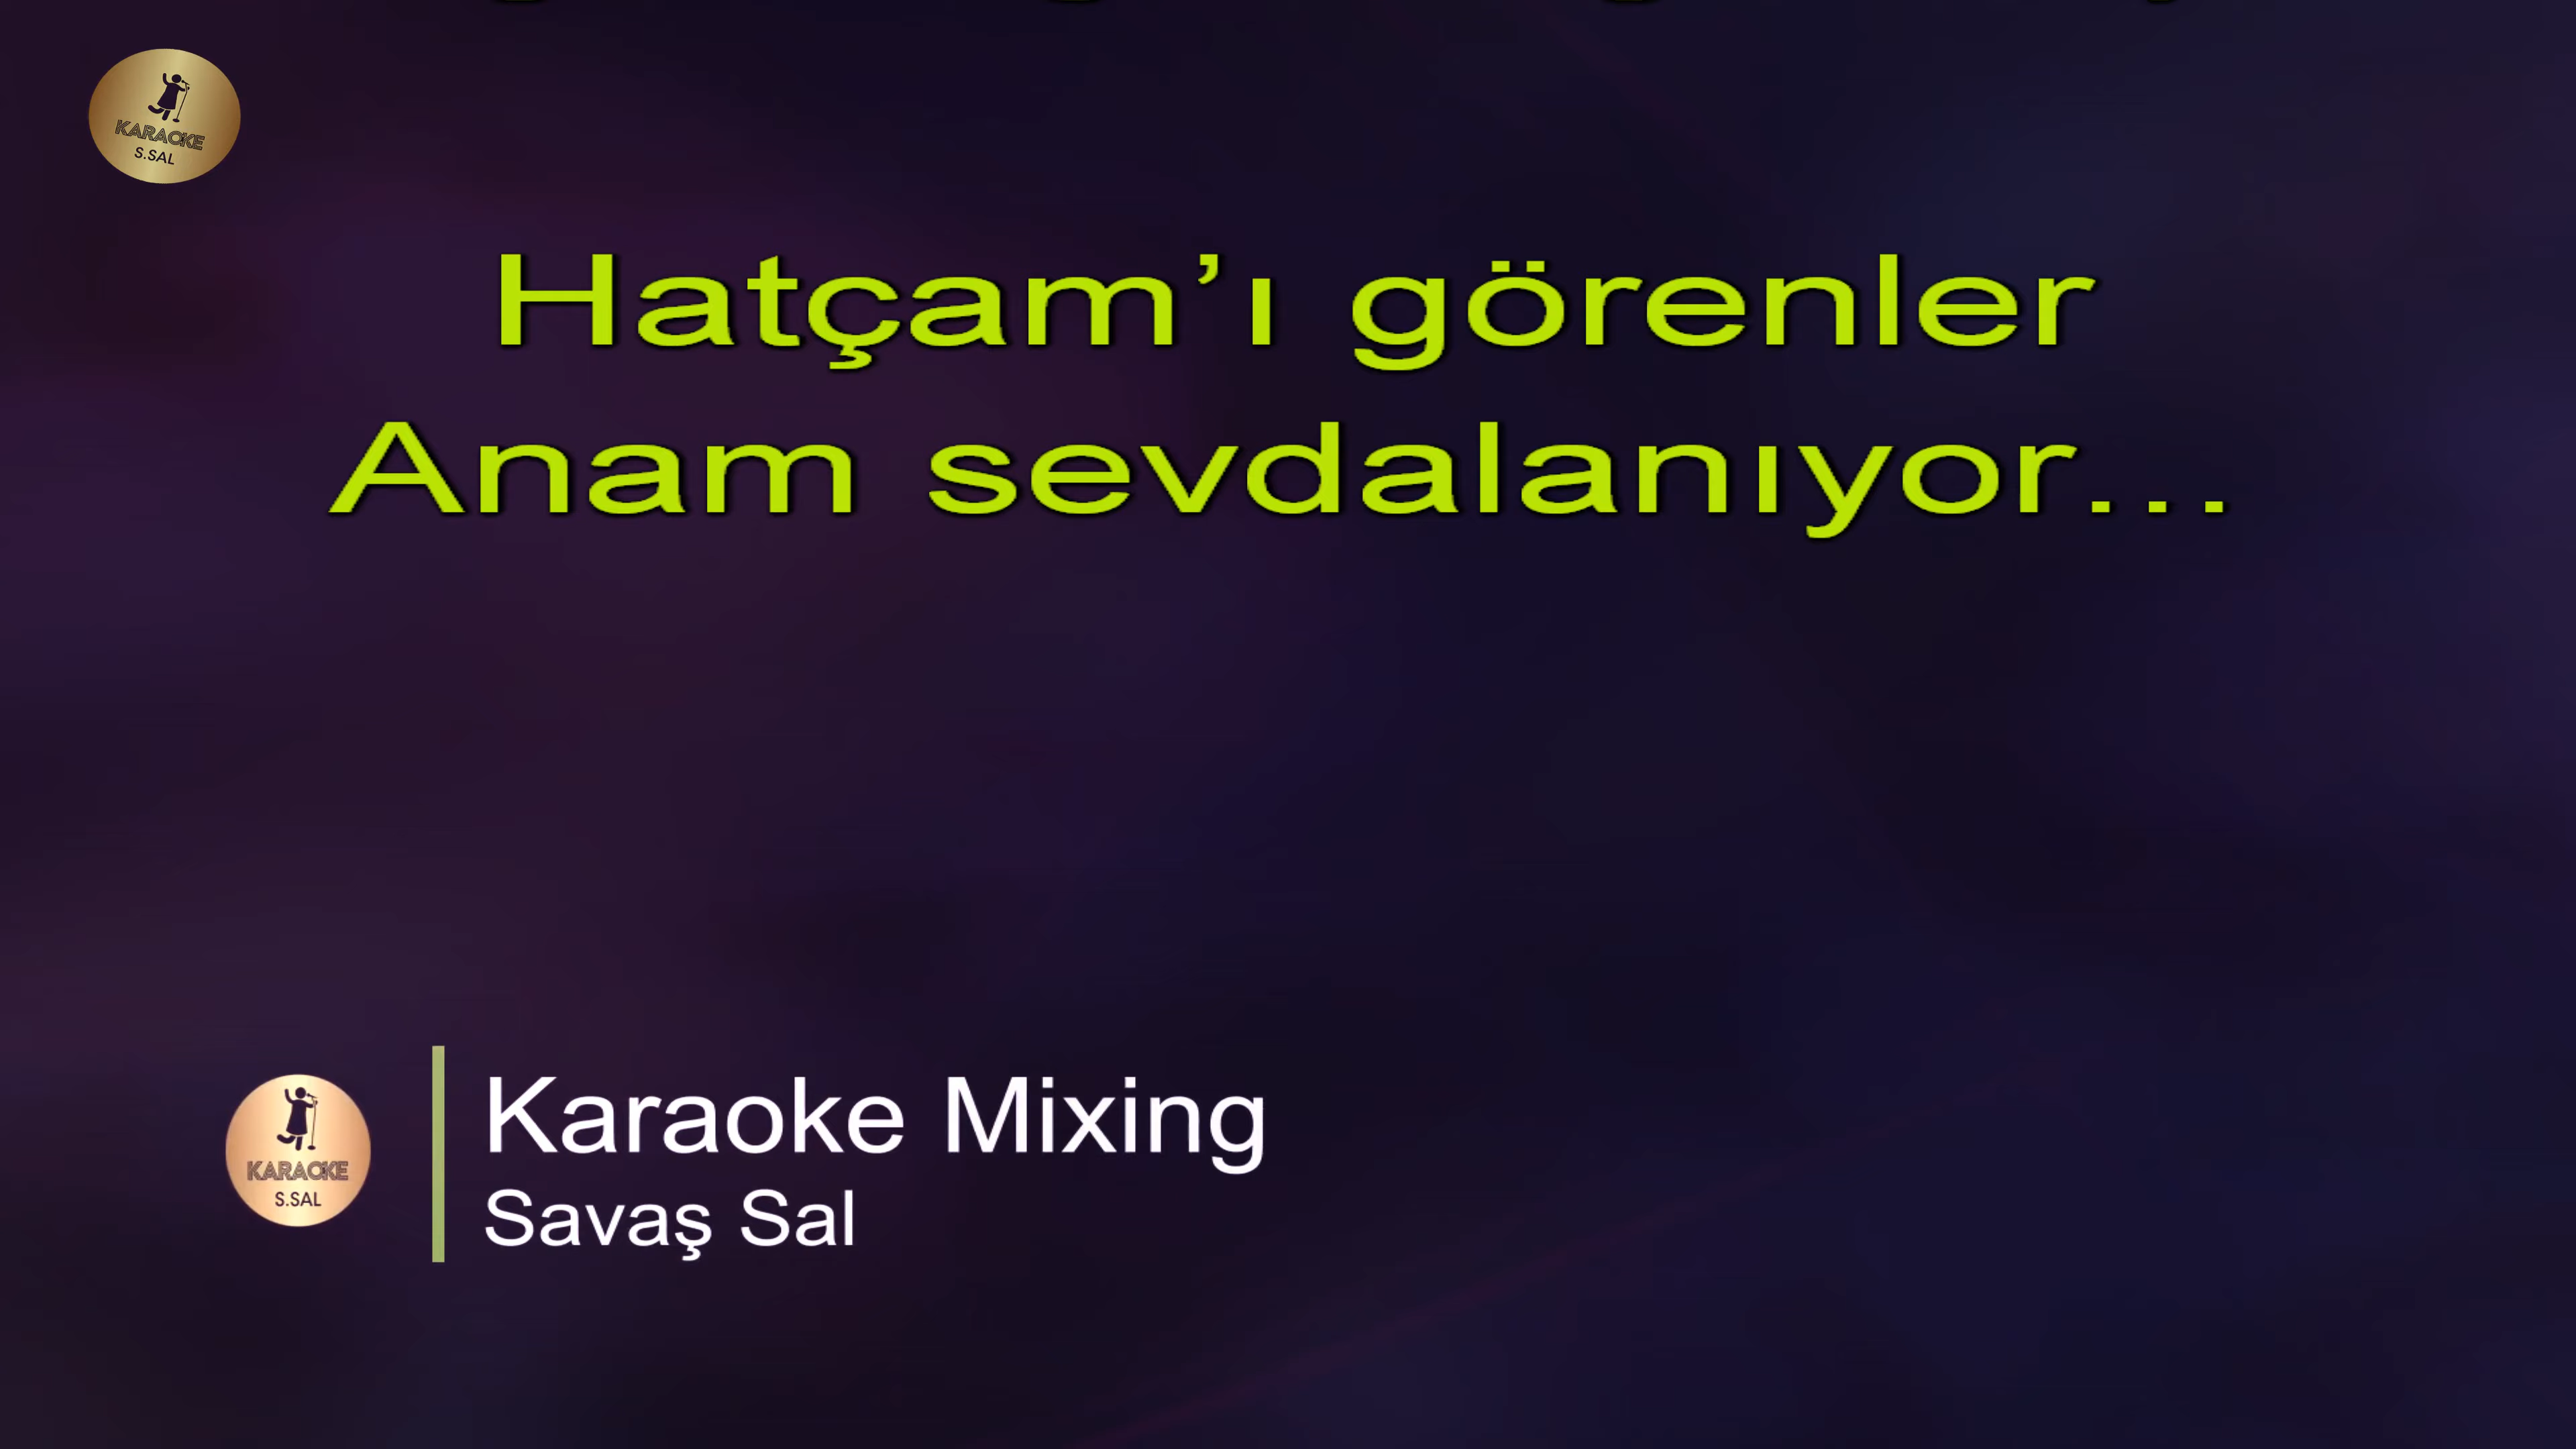 KARAOKE
S.SAL
Hatçam’ı görenler
Anam sevdalanıyor...
KARAOKE
S.SAL
Karaoke Mixing
Savaş Sal